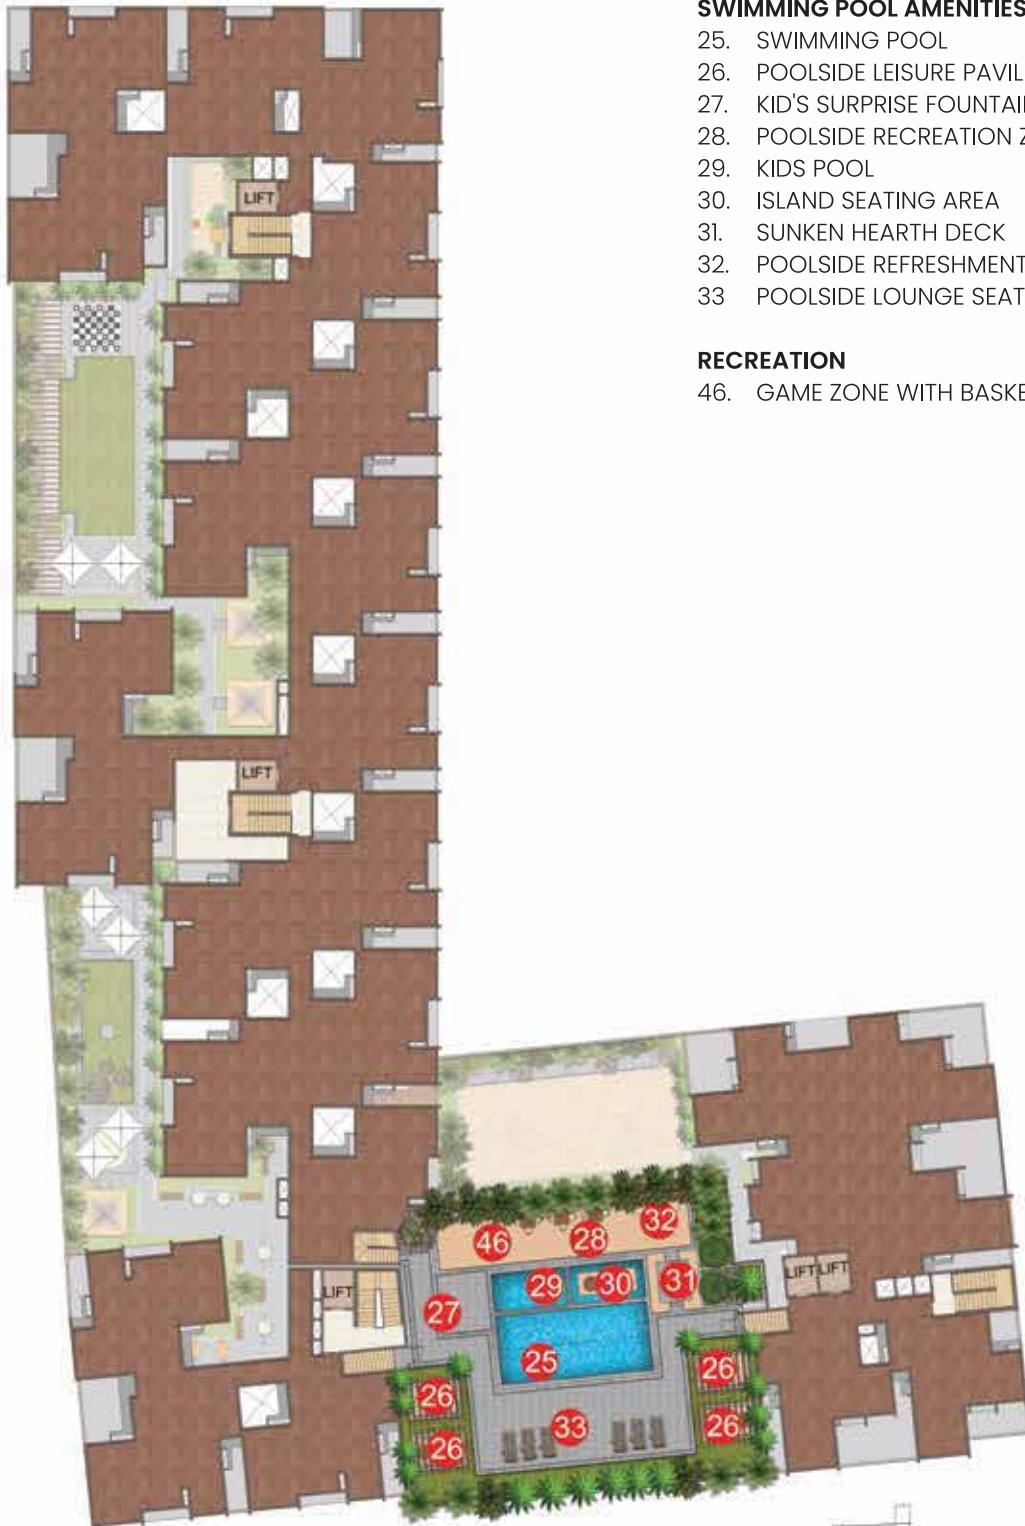 SWIMMING POOL AMENITIES
25. SWIMMING POOL
26. POOLSIDE LEISURE PAVIL
27. KID'S SURPRISE FOUNTAI
28. POOLSIDE RECREATION Z
29. KIDS POOL
30. ISLAND SEATING AREA
31. SUNKEN HEARTH DECK
32. POOLSIDE REFRESHMENT
33 POOLSIDE LOUNGE SEAT
RECREATION
46. GAME ZONE WITH BASKE
LIFT
LIFT
32
46 28
29 30 31
LIFT LIFT LIFT
27
25
26 26
26 33 26